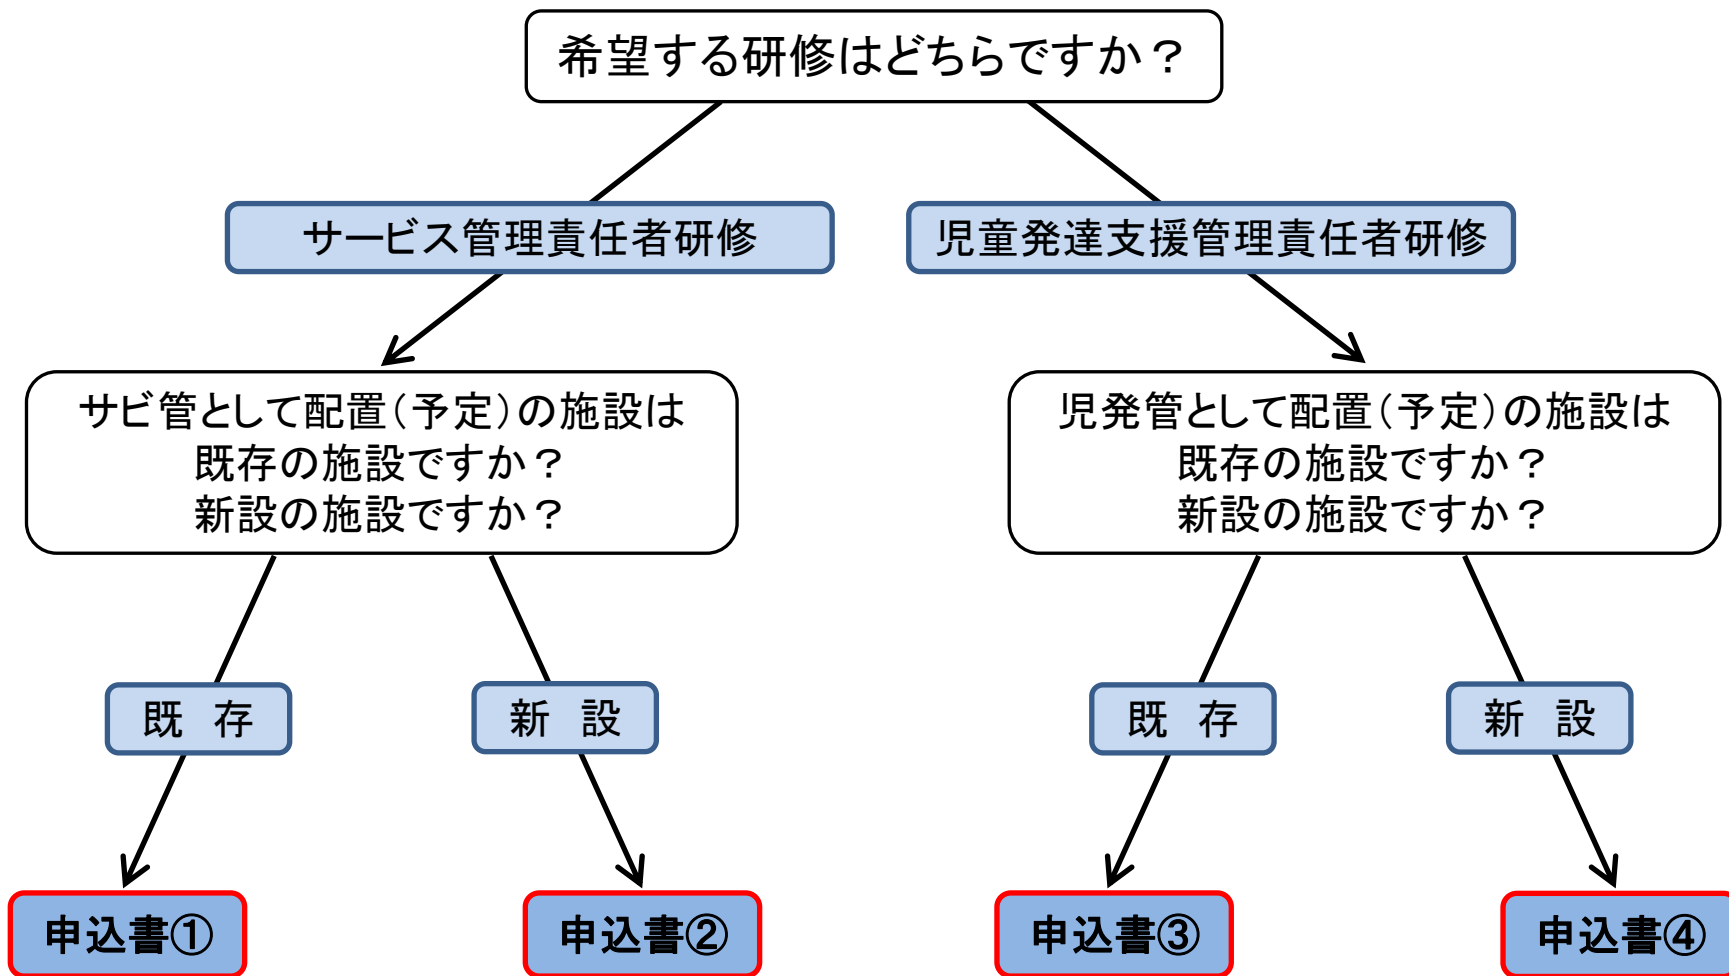 希望する研修はどちらですか？
サービス管理責任者研修
児童発達支援管理責任者研修
サビ管として配置（予定）の施設は
既存の施設ですか？
新設の施設ですか？
児発管として配置（予定）の施設は
既存の施設ですか？
新設の施設ですか？
既　存
新　設
既　存
新　設
申込書①
申込書②
申込書③
申込書④